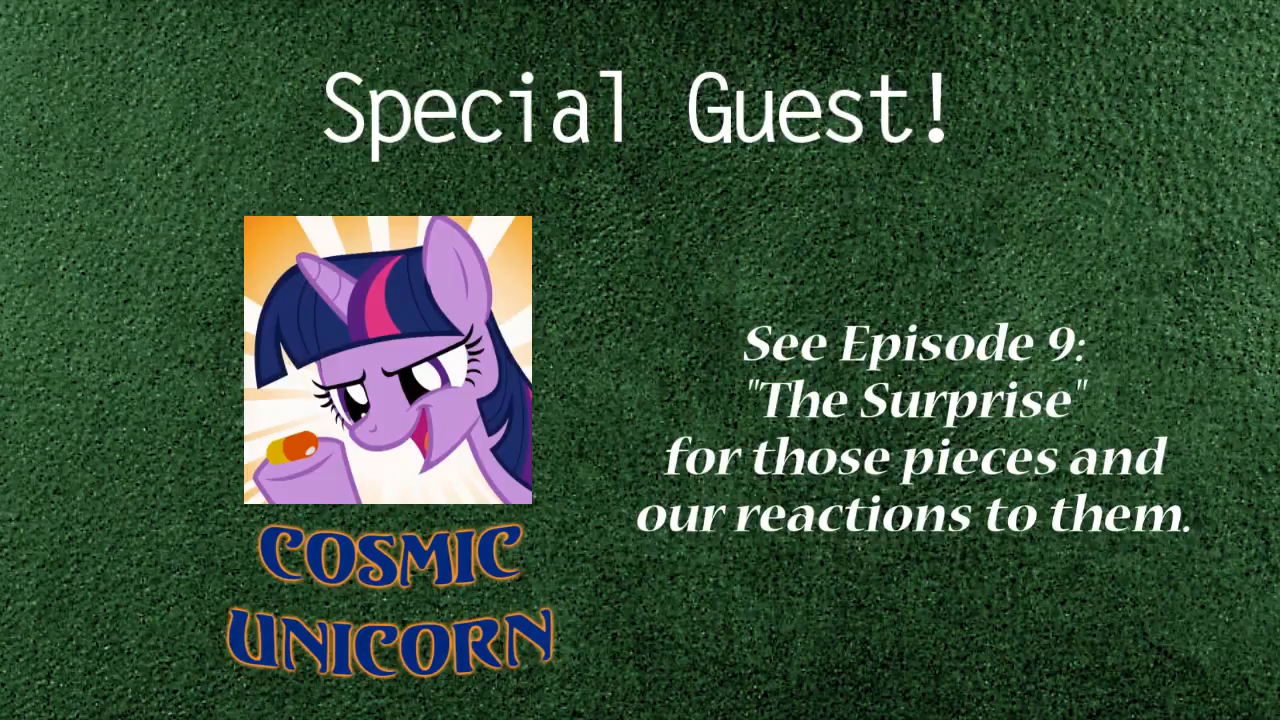 Special Guest!
COSMIC
UNICORN
See Episode 9:
"The Surprise"
for those pieces and
our reactions to them.